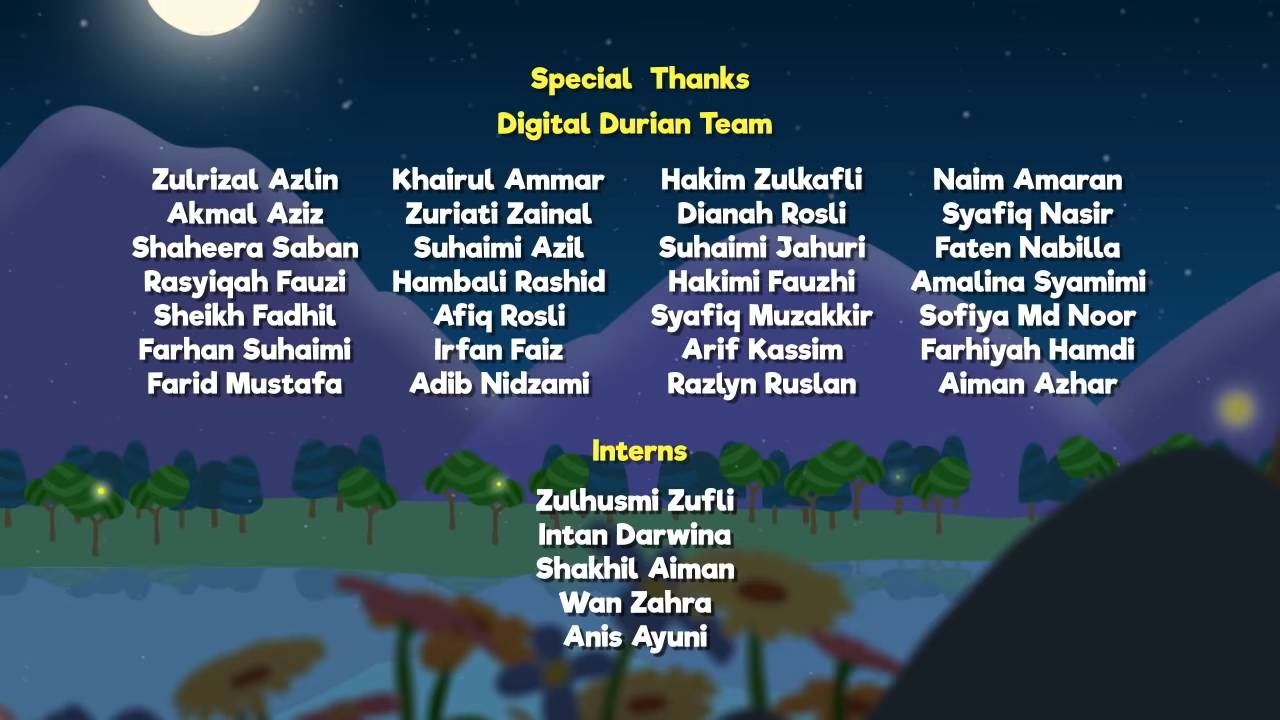 Special Thanks
Digital Durian Team
Zulrizal Azlin Khairul Ammar Hakim Zulkafli Naim Amaran
Akmal Aziz Zuriati Zainal Dianah Rosli Syafiq Nasir
Shaheera Saban Suhaimi Azil Suhaimi Jahuri Faten Nabilla
Rasyiqah Fauzi Hambali Rashid Hakimi Fauzhi Amalina Syamimi
Sheikh Fadhil Afiq Rosli Syafiq Muzakkir Sofiya Md Noor
Farhan Suhaimi Irfan Faiz Arif Kassim Farhiyah Hamdi
Farid Mustafa Adib Nidzami Razlyn Ruslan Aiman Azhar
Interns
Zulhusmi Zufli
Intan Darwina
Shakhil Aiman
Wan Zahra
Anis Ayuni